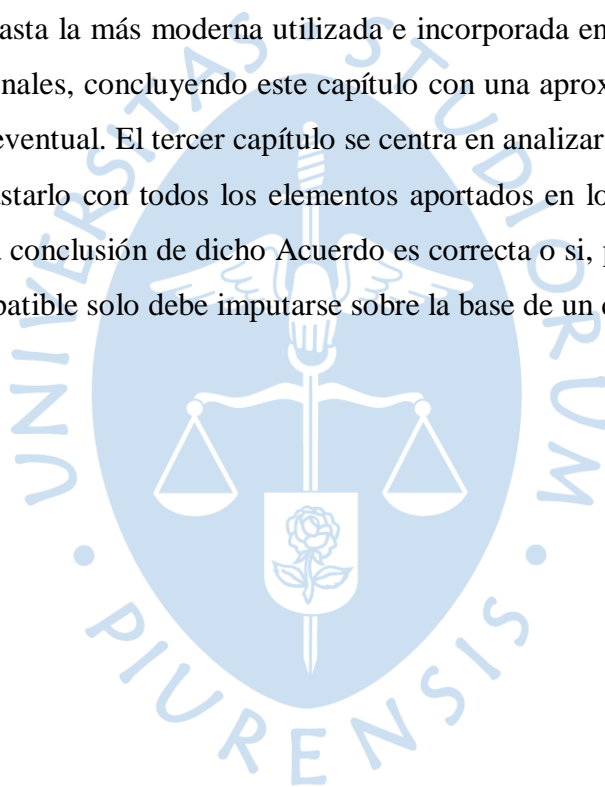 asta la más moderna utilizada e incorporada en
nales, concluyendo este capítulo con una aprox
eventual. El tercer capítulo se centra en analizar
starlo con todos los elementos aportados en lo
conclusión de dicho Acuerdo es correcta o si, p
patible solo debe imputarse sobre la base de un
UNIVERSITAS STUDIORUM
PIURENSIS